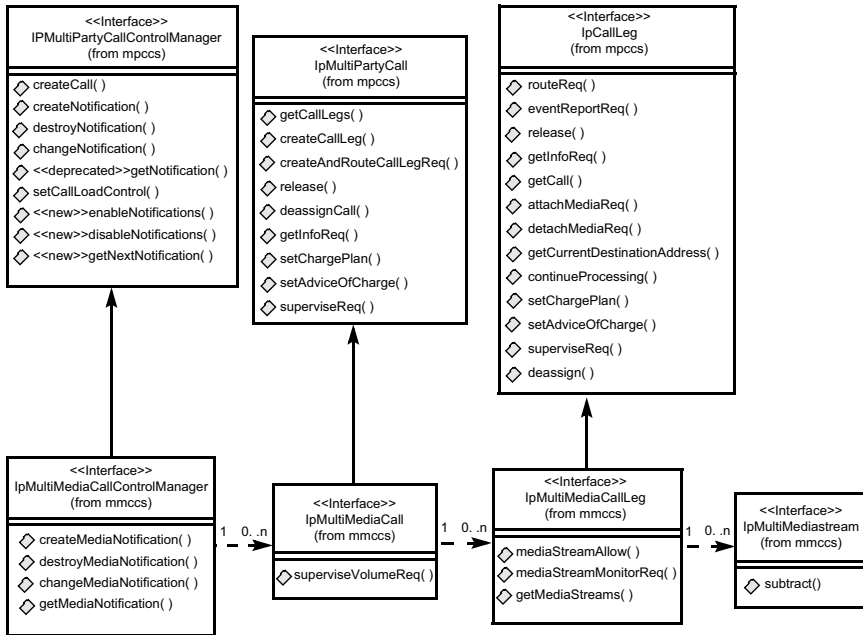 <<Interface>>
IPMultiPartyCallControlManager
(from mpccs)
createCall( )
createNotification( )
destroyNotification( )
changeNotification( )
<<deprecated>>getNotification( )
setCallLoadControl( )
<<new>>enableNotifications( )
<<new>>disableNotifications( )
<<new>>getNextNotification( )
<<Interface>>
IpMultiPartyCall
(from mpccs)
getCallLegs( )
createCallLeg( )
createAndRouteCallLegReq( )
release( )
deassignCall( )
getInfoReq( )
setChargePlan( )
setAdviceOfCharge( )
superviseReq( )
<<Interface>>
IpCallLeg
(from mpccs)
routeReq( )
eventReportReq( )
release( )
getInfoReq( )
getCall( )
attachMediaReq( )
detachMediaReq( )
getCurrentDestinationAddress( )
continueProcessing( )
setChargePlan( )
setAdviceOfCharge( )
superviseReq( )
deassign( )
<<Interface>>
IpMultiMediaCallControlManager
(from mmccs)
createMediaNotification( )
destroyMediaNotification( )
changeMediaNotification( )
getMediaNotification( )
1 0. .n
<<Interface>>
IpMultiMediaCall
(from mmccs)
superviseVolumeReq( )
1 0. .n
<<Interface>>
IpMultiMediaCallLeg
(from mmccs)
mediaStreamAllow( )
mediaStreamMonitorReq( )
getMediaStreams( )
1 0. .n
<<Interface>>
IpMultiMediastream
(from mmccs)
subtract()